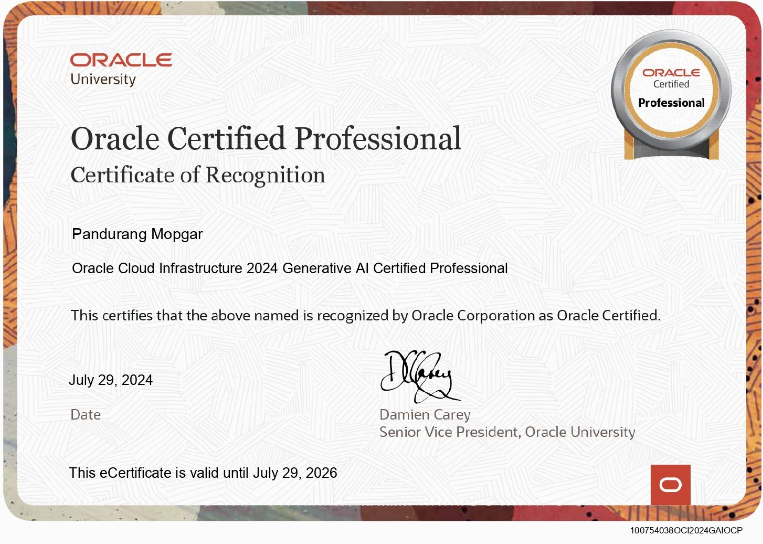 ORACLE
University
ORACLE
Certified
Professional
Oracle Certified Professional
Certificate of Recognition
Pandurang Mopgar
Oracle Cloud Infrastructure 2024 Generative AI Certified Professional
This certifies that the above named is recognized by Oracle Corporation as Oracle Certified.
July 29, 2024
Date
DCarey
Damien Carey
Senior Vice President, Oracle University
This eCertificate is valid until July 29, 2026
100754038OCI2024GAIOCP